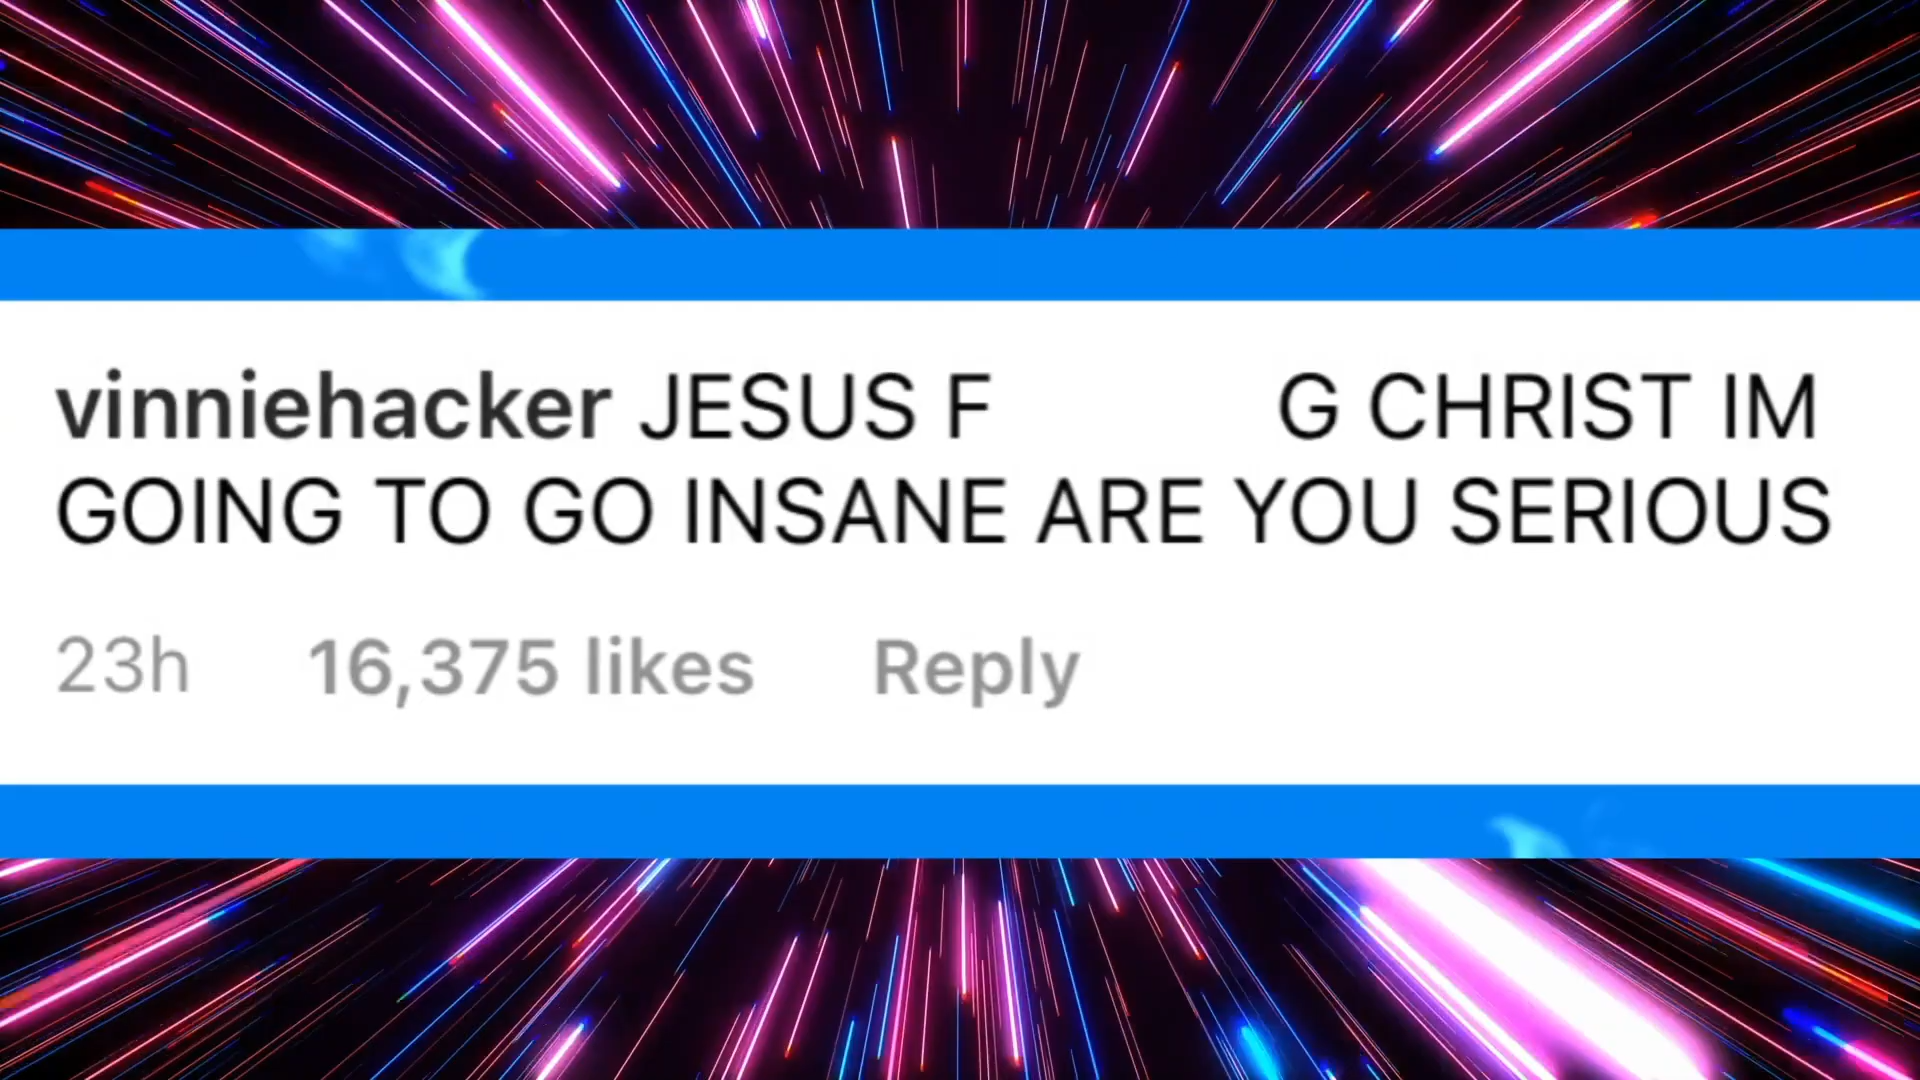 vinniehacker JESUS F G CHRIST IM
GOING TO GO INSANE ARE YOU SERIOUS
23h 16,375 likes Reply